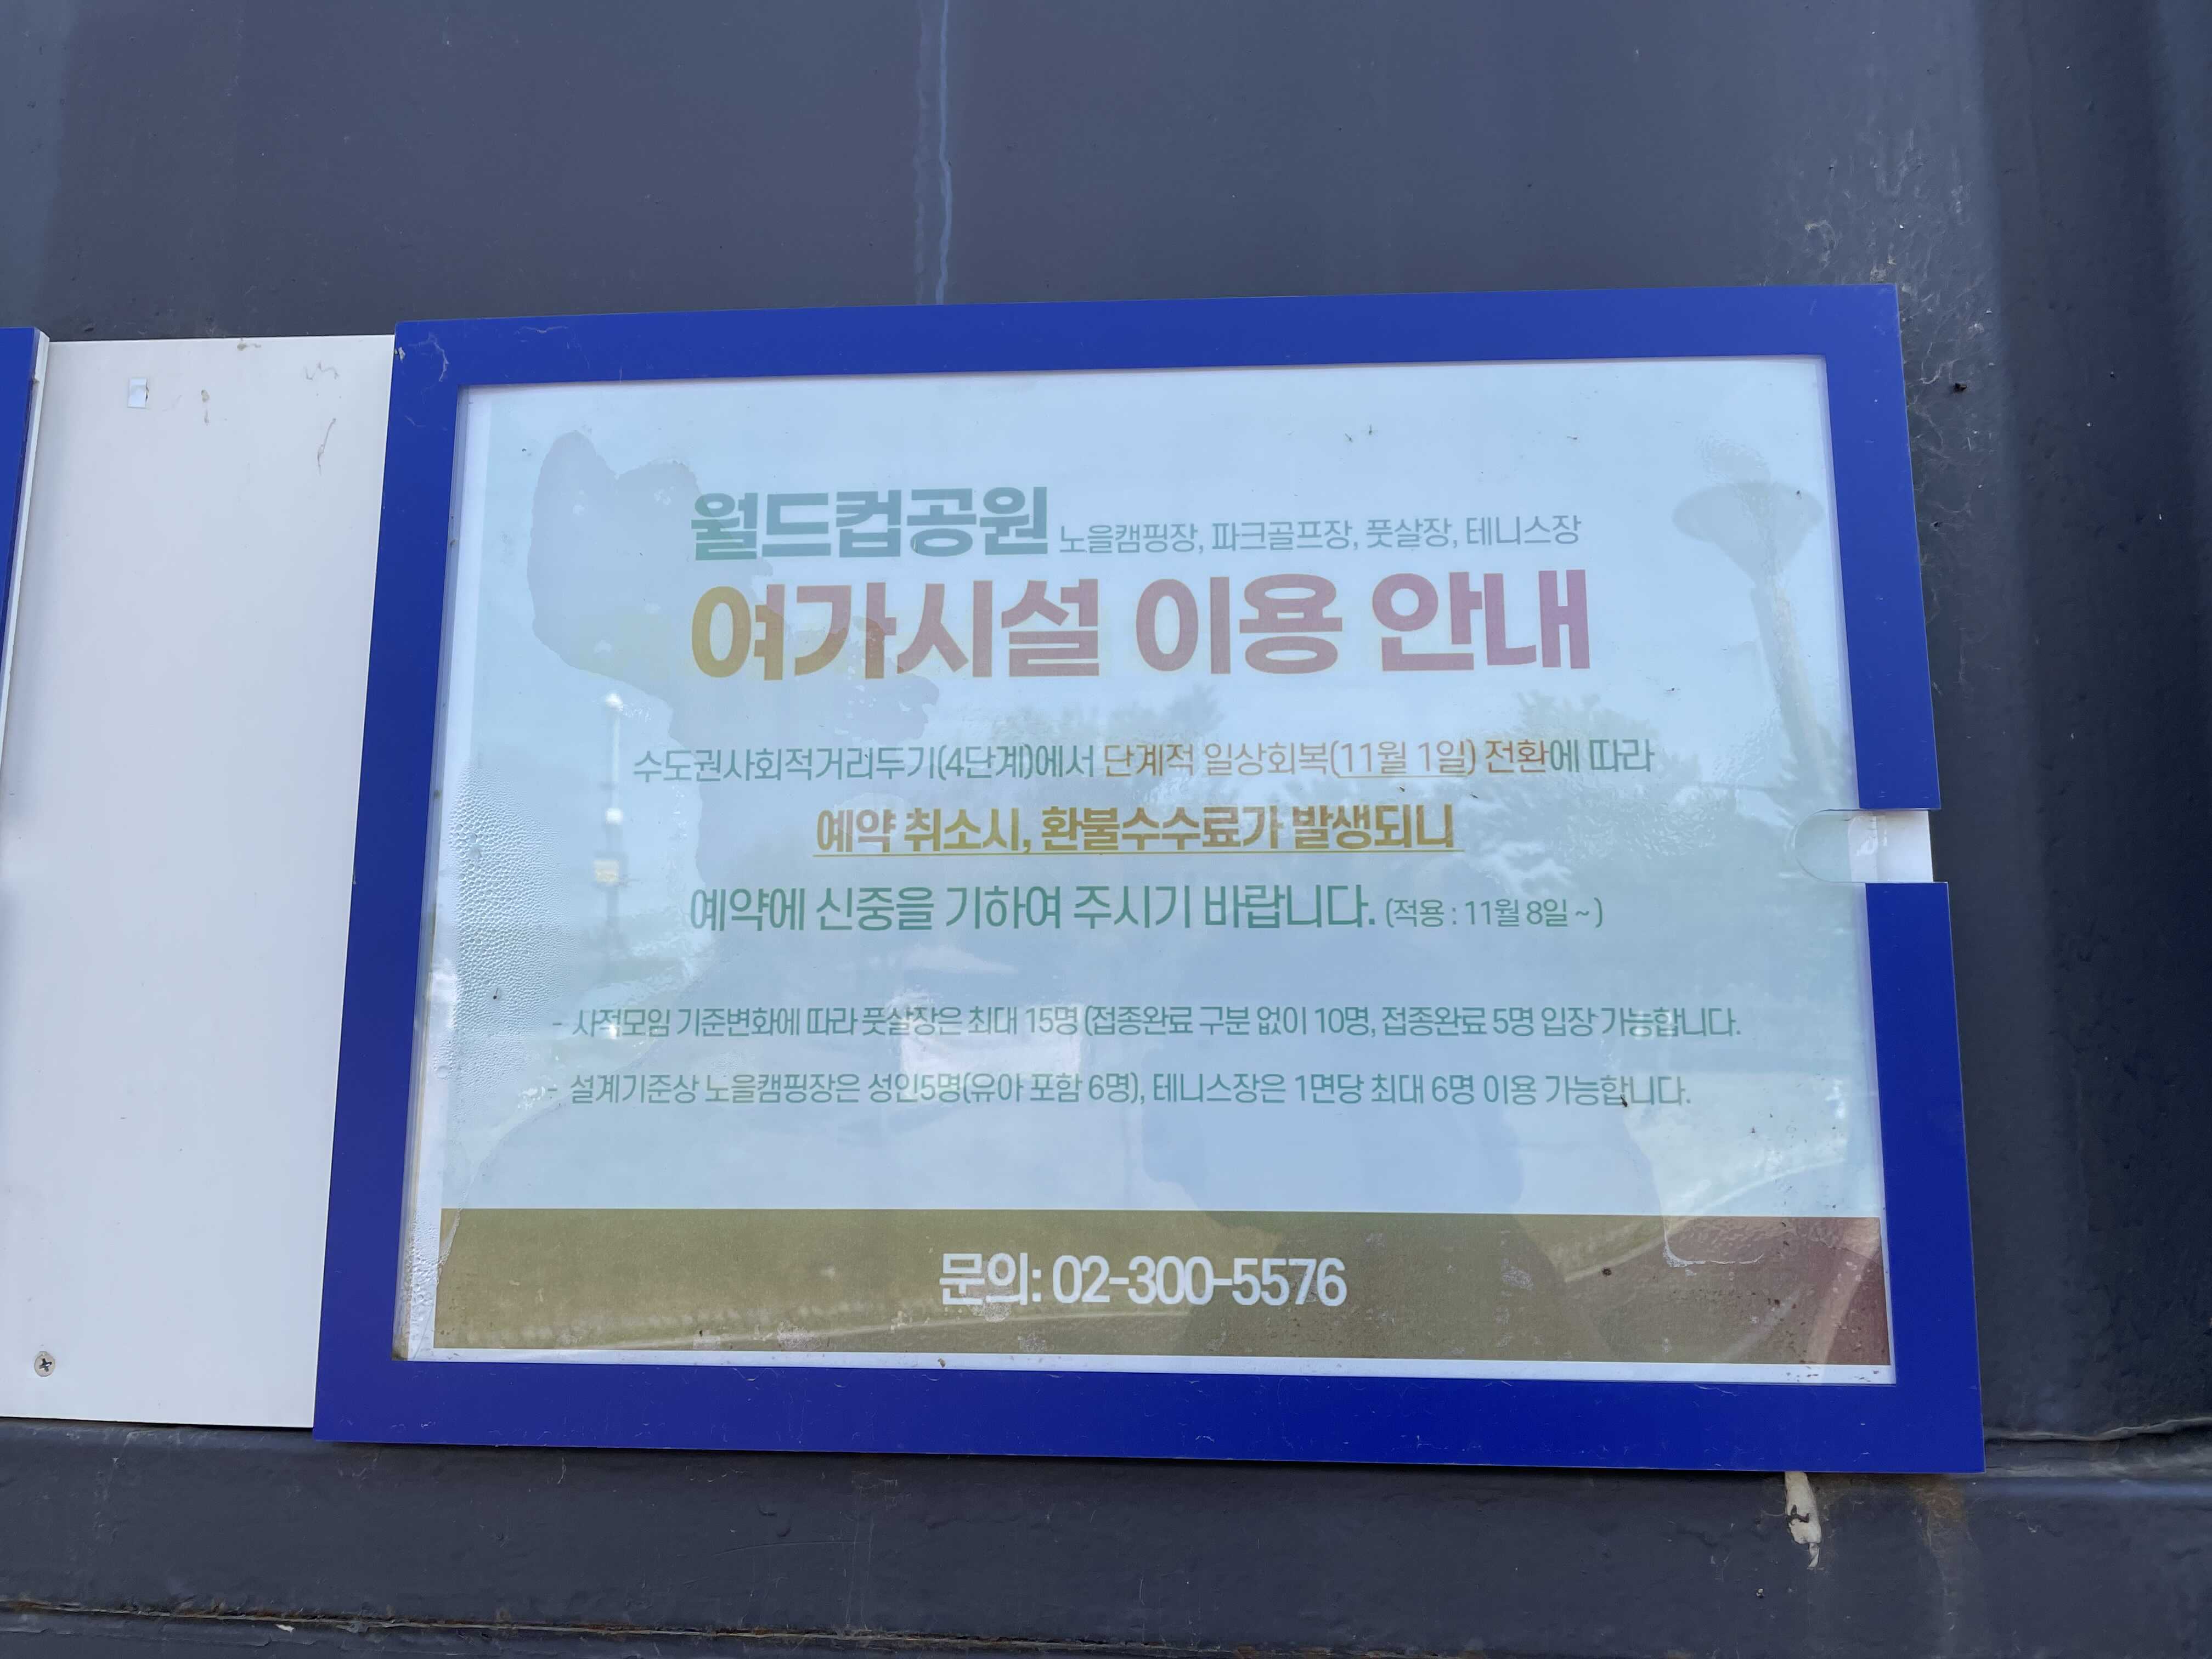 월드컵공원 노을캠핑장, 파크골프장, 풋살장, 테니스장
여가시설 이용 안내
수도권사회적거리두기(4단계)에서 단계적 일상회복(11월 1일) 전환에 따라
예약 취소시, 환불수수료가 발생되니
예약에 신중을 기하여 주시기 바랍니다. (적용 : 11월 8일 ~ )
- 사적모임 기준변화에 따라 풋살장은 최대 15명 (접종완료 구분 없이 10명, 접종완료 5명 입장 가능합니다.
- 설계기준상 노을캠핑장은 성인5명(유아 포함 6명), 테니스장은 1면당 최대 6명 이용 가능합니다.
문의: 02-300-5576